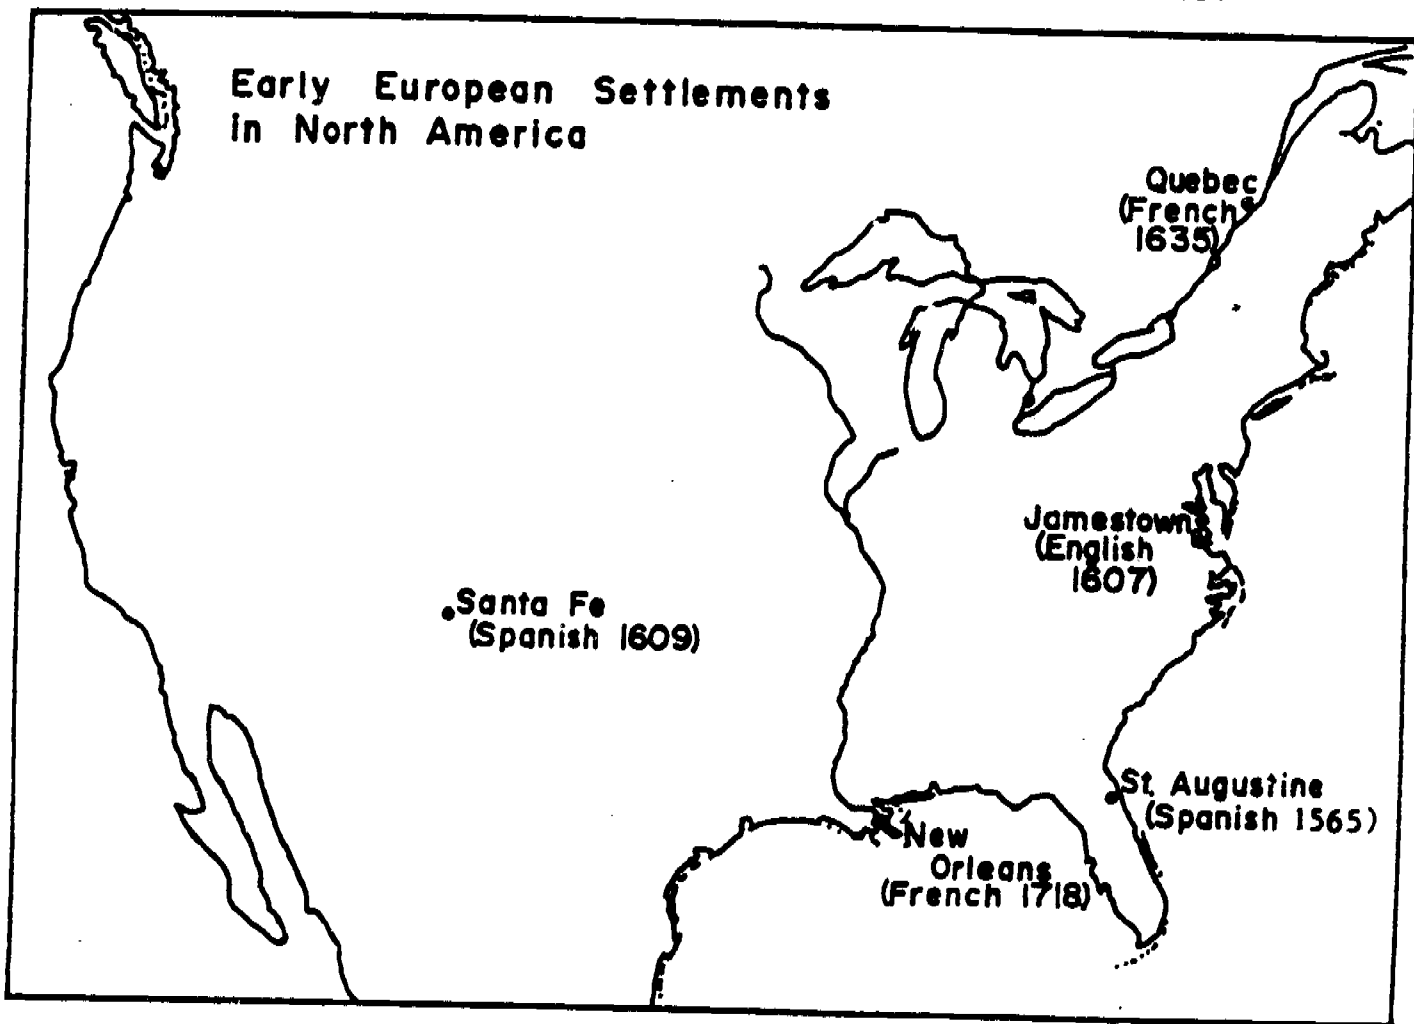 Early European Settlements
in North America
Quebec
(French
1635)
Jamestown
(English
1607)
Santa Fe
(Spanish 1609)
St. Augustine
(Spanish 1565)
New
Orleans
(French 1718)